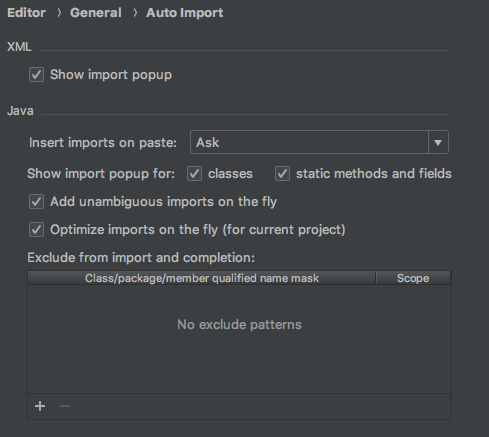 Editor > General > Auto Import
XML
Show import popup
Java
Insert imports on paste: Ask
Show import popup for: classes static methods and fields
Add unambiguous imports on the fly
Optimize imports on the fly (for current project)
Exclude from import and completion:
Class/package/member qualified name mask Scope
No exclude patterns